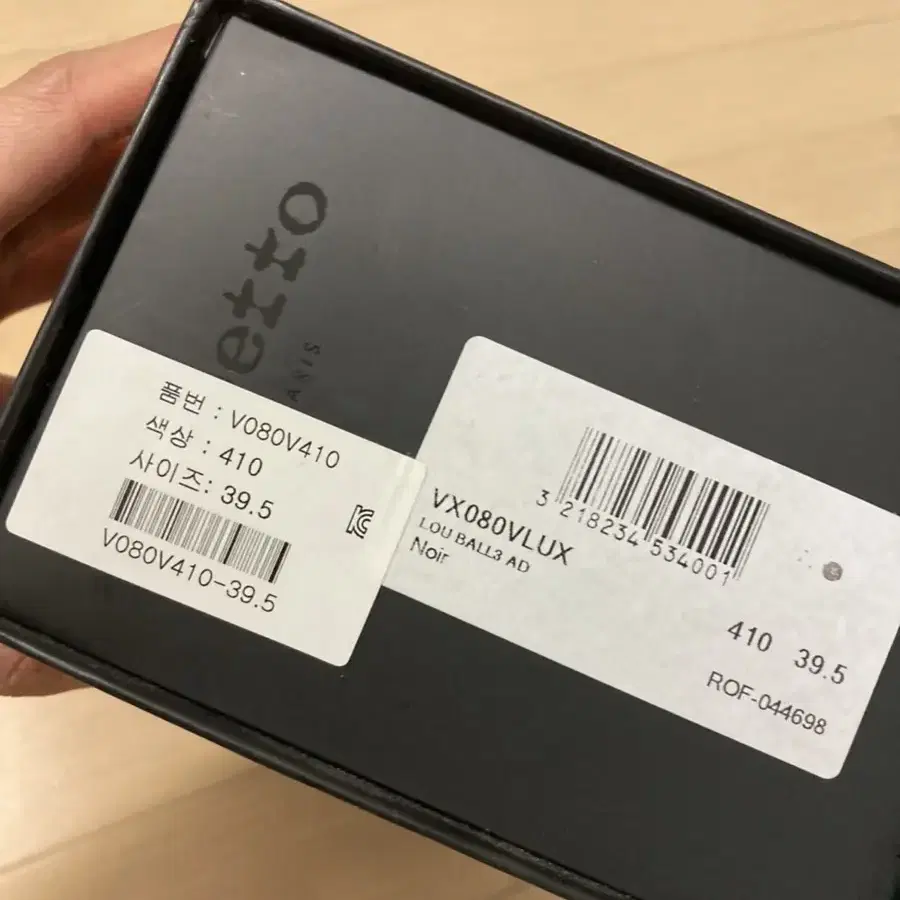 etto
ARIS
품번 : V080V410
색상 : 410
사이즈: 39.5
V080V410-39.5
3 218234 534001
VX080VLUX
LOU BALL3 AD
Noir
410 39.5
ROF-044698